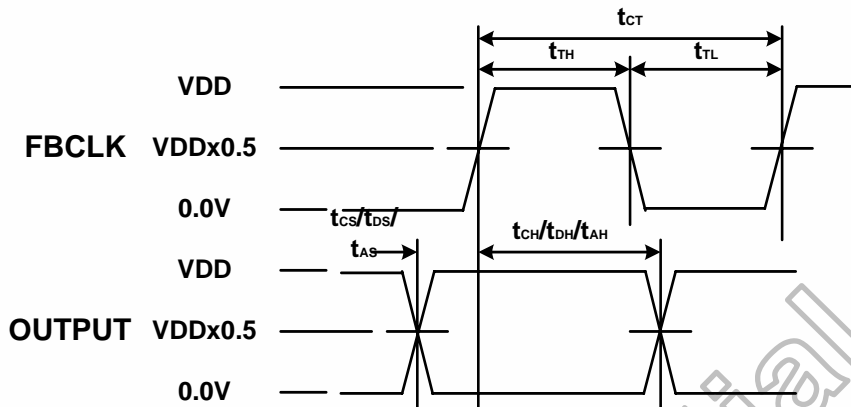 tCT
tTH tTL
VDD
FBCLK VDDx0.5
0.0V
tCS/tDS/
tAS
tCH/tDH/tAH
VDD
OUTPUT VDDx0.5
0.0V